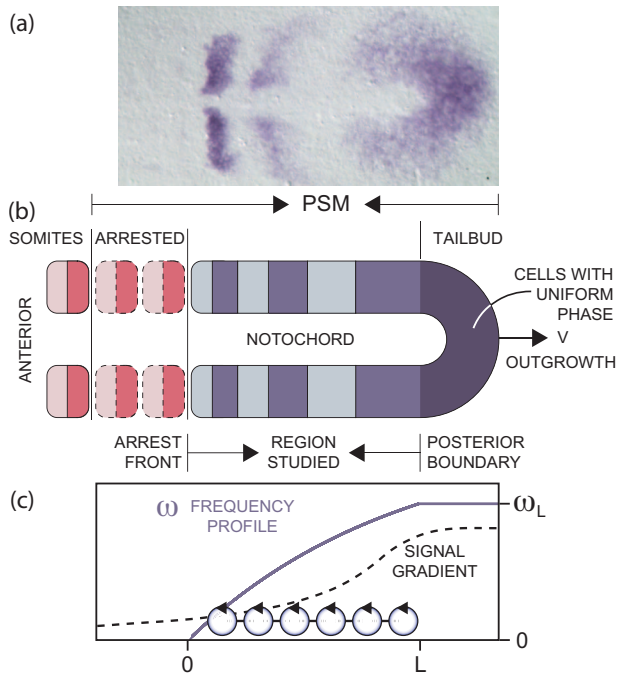 (a)
PSM
(b)
SOMITES
ARRESTED
TAILBUD
ANTERIOR
CELLS WITH
UNIFORM
PHASE
NOTOCHORD
V
OUTGROWTH
ARREST
FRONT
REGION
STUDIED
POSTERIOR
BOUNDARY
(c)
ω FREQUENCY
PROFILE
SIGNAL
GRADIENT
ωL
0
0
L